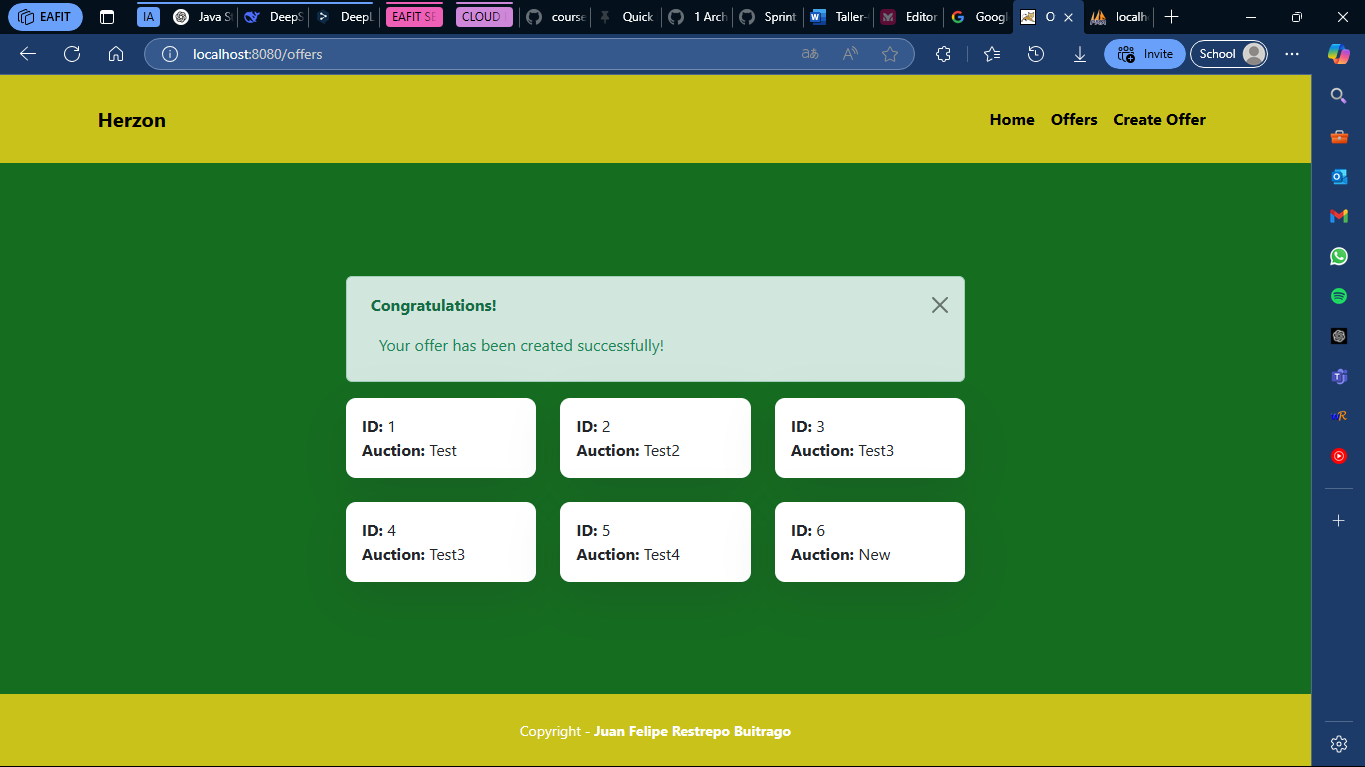 EAFIT
IA
Java S
DeepS
DeepL
EAFIT SE
CLOUD
course
Quick
1 Arch
Sprint
Taller-
Editor
Googl
O
localh
localhost:8080/offers
Invite
School
Herzon
Home Offers Create Offer
Congratulations!
Your offer has been created successfully!
ID: 1
Auction: Test
ID: 2
Auction: Test2
ID: 3
Auction: Test3
ID: 4
Auction: Test3
ID: 5
Auction: Test4
ID: 6
Auction: New
Copyright - Juan Felipe Restrepo Buitrago